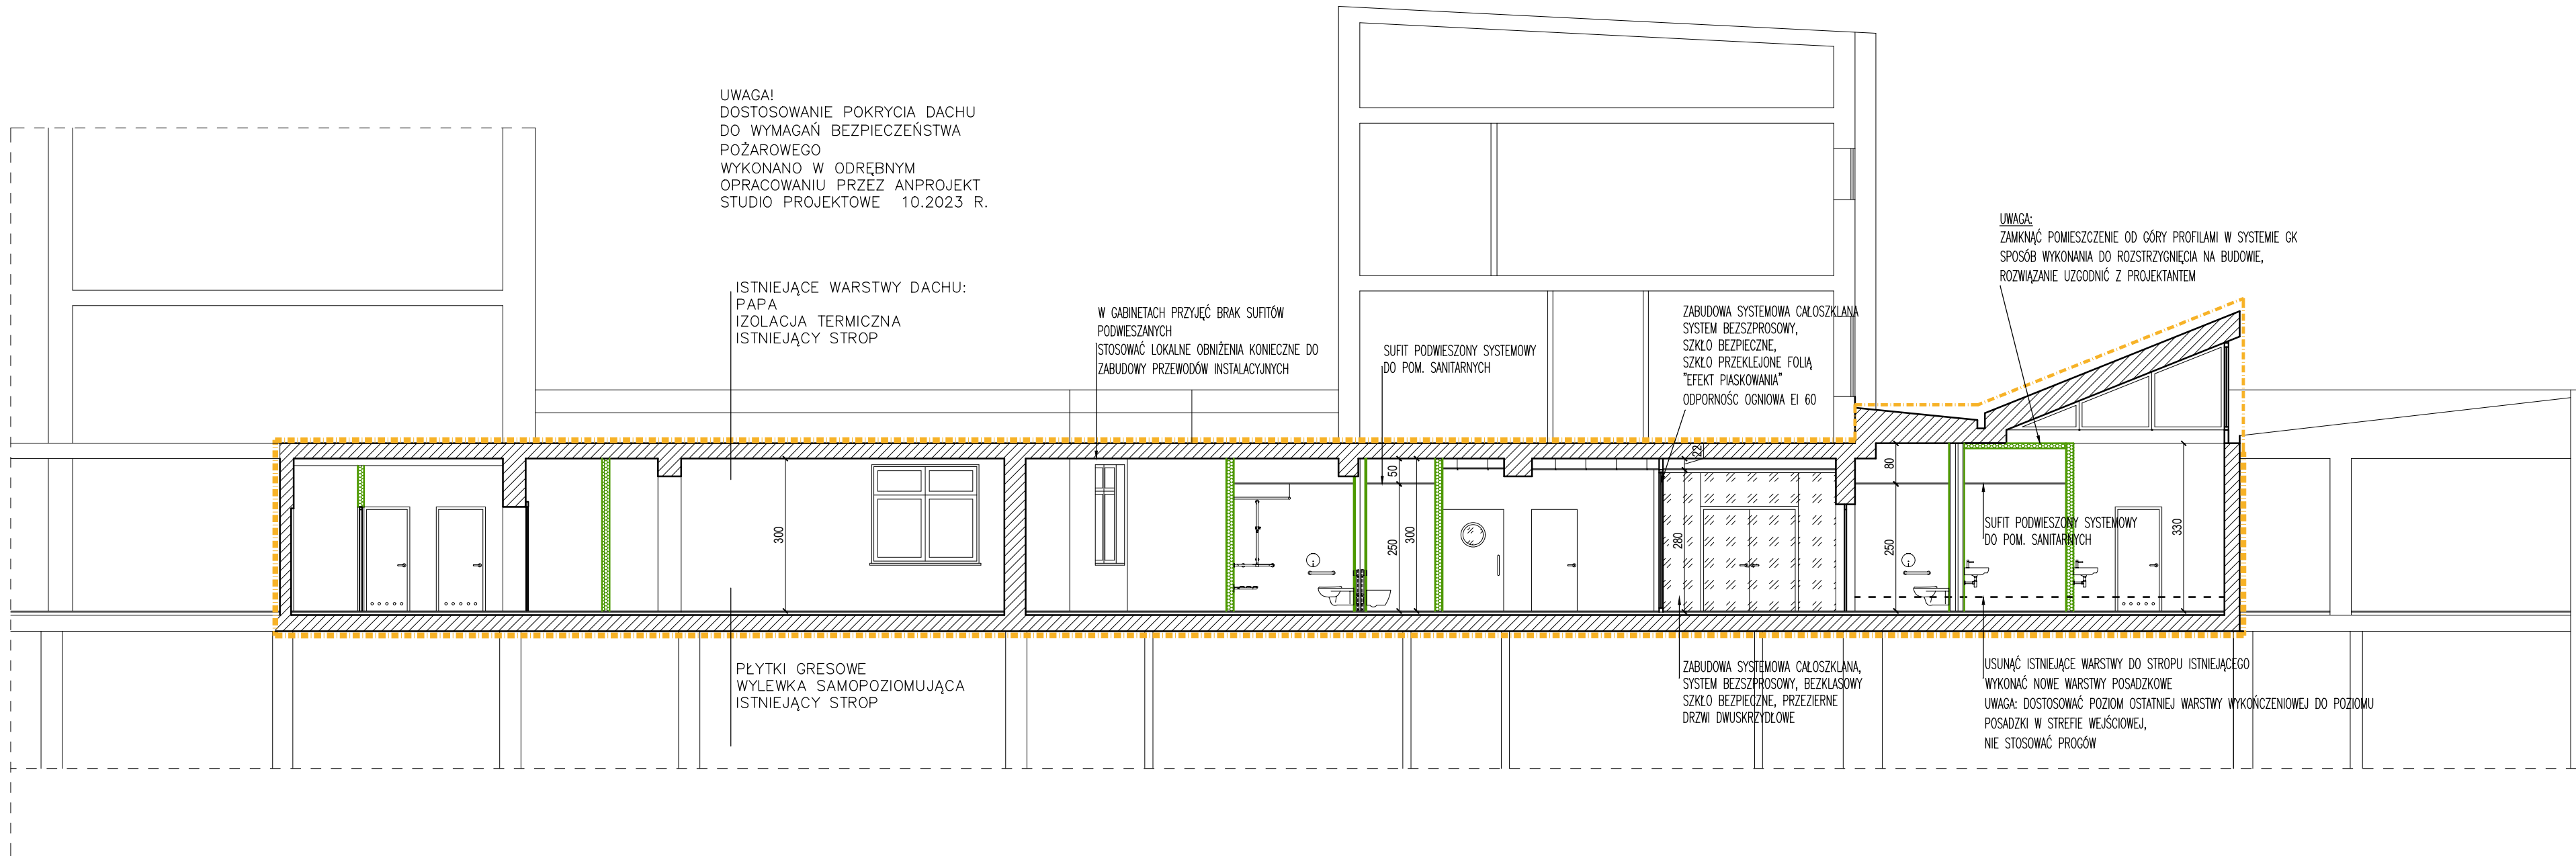 UWAGA!
DOSTOSOWANIE POKRYCIA DACHU
DO WYMAGAŃ BEZPIECZEŃSTWA
POŻAROWEGO
WYKONANO W ODRĘBNYM
OPRACOWANIU PRZEZ ANPROJEKT
STUDIO PROJEKTOWE 10.2023 R.
ISTNIEJĄCE WARSTWY DACHU:
PAPA
IZOLACJA TERMICZNA
ISTNIEJĄCY STROP
W GABINETACH PRZYJĘĆ BRAK SUFITÓW
PODWIESZANYCH
STOSOWAĆ LOKALNE OBNIŻENIA KONIECZNE DO
ZABUDOWY PRZEWODÓW INSTALACYJNYCH
SUFIT PODWIESZONY SYSTEMOWY
DO POM. SANITARNYCH
ZABUDOWA SYSTEMOWA CAŁOSZKLANA
SYSTEM BEZSZPROSOWY,
SZKŁO BEZPIECZNE,
SZKŁO PRZEKLEJONE FOLIĄ
"EFEKT PIASKOWANIA"
ODPORNOŚC OGNIOWA EI 60
UWAGA:
ZAMKNĄĆ POMIESZCZENIE OD GÓRY PROFILAMI W SYSTEMIE GK
SPOSÓB WYKONANIA DO ROZSTRZYGNIĘCIA NA BUDOWIE,
ROZWIĄZANIE UZGODNIĆ Z PROJEKTANTEM
300
50
250
300
22
280
80
250
330
SUFIT PODWIESZONY SYSTEMOWY
DO POM. SANITARNYCH
PŁYTKI GRESOWE
WYLEWKA SAMOPOZIOMUJĄCA
ISTNIEJĄCY STROP
ZABUDOWA SYSTEMOWA CAŁOSZKLANA,
SYSTEM BEZSZPROSOWY, BEZKLASOWY
SZKŁO BEZPIECZNE, PRZEZIERNE
DRZWI DWUSKRZYDŁOWE
USUNĄĆ ISTNIEJĄCE WARSTWY DO STROPU ISTNIEJĄCEGO
WYKONAĆ NOWE WARSTWY POSADZKOWE
UWAGA: DOSTOSOWAĆ POZIOM OSTATNIEJ WARSTWY WYKOŃCZENIOWEJ DO POZIOMU
POSADZKI W STREFIE WEJŚCIOWEJ,
NIE STOSOWAĆ PROGÓW